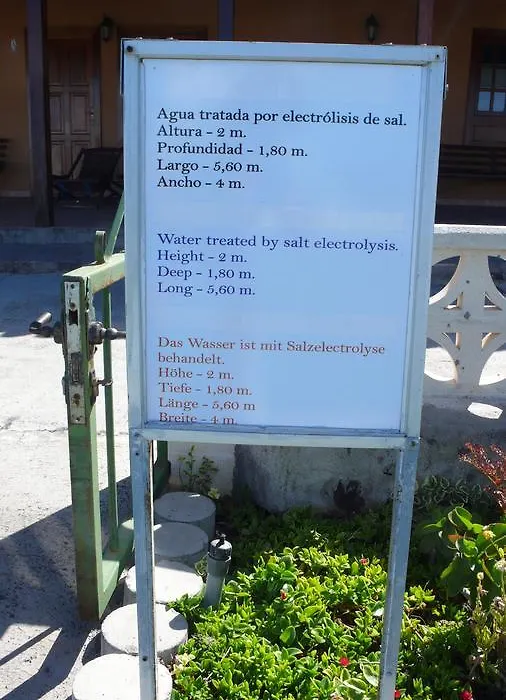 Agua tratada por electrólisis de sal.
Altura - 2 m.
Profundidad - 1,80 m.
Largo - 5,60 m.
Ancho - 4 m.
Water treated by salt electrolysis.
Height - 2 m.
Deep - 1,80 m.
Long - 5,60 m.
Das Wasser ist mit Salzelectrolyse
behandelt.
Höhe - 2 m.
Tiefe - 1,80 m.
Länge - 5,60 m
Breite - 4 m.